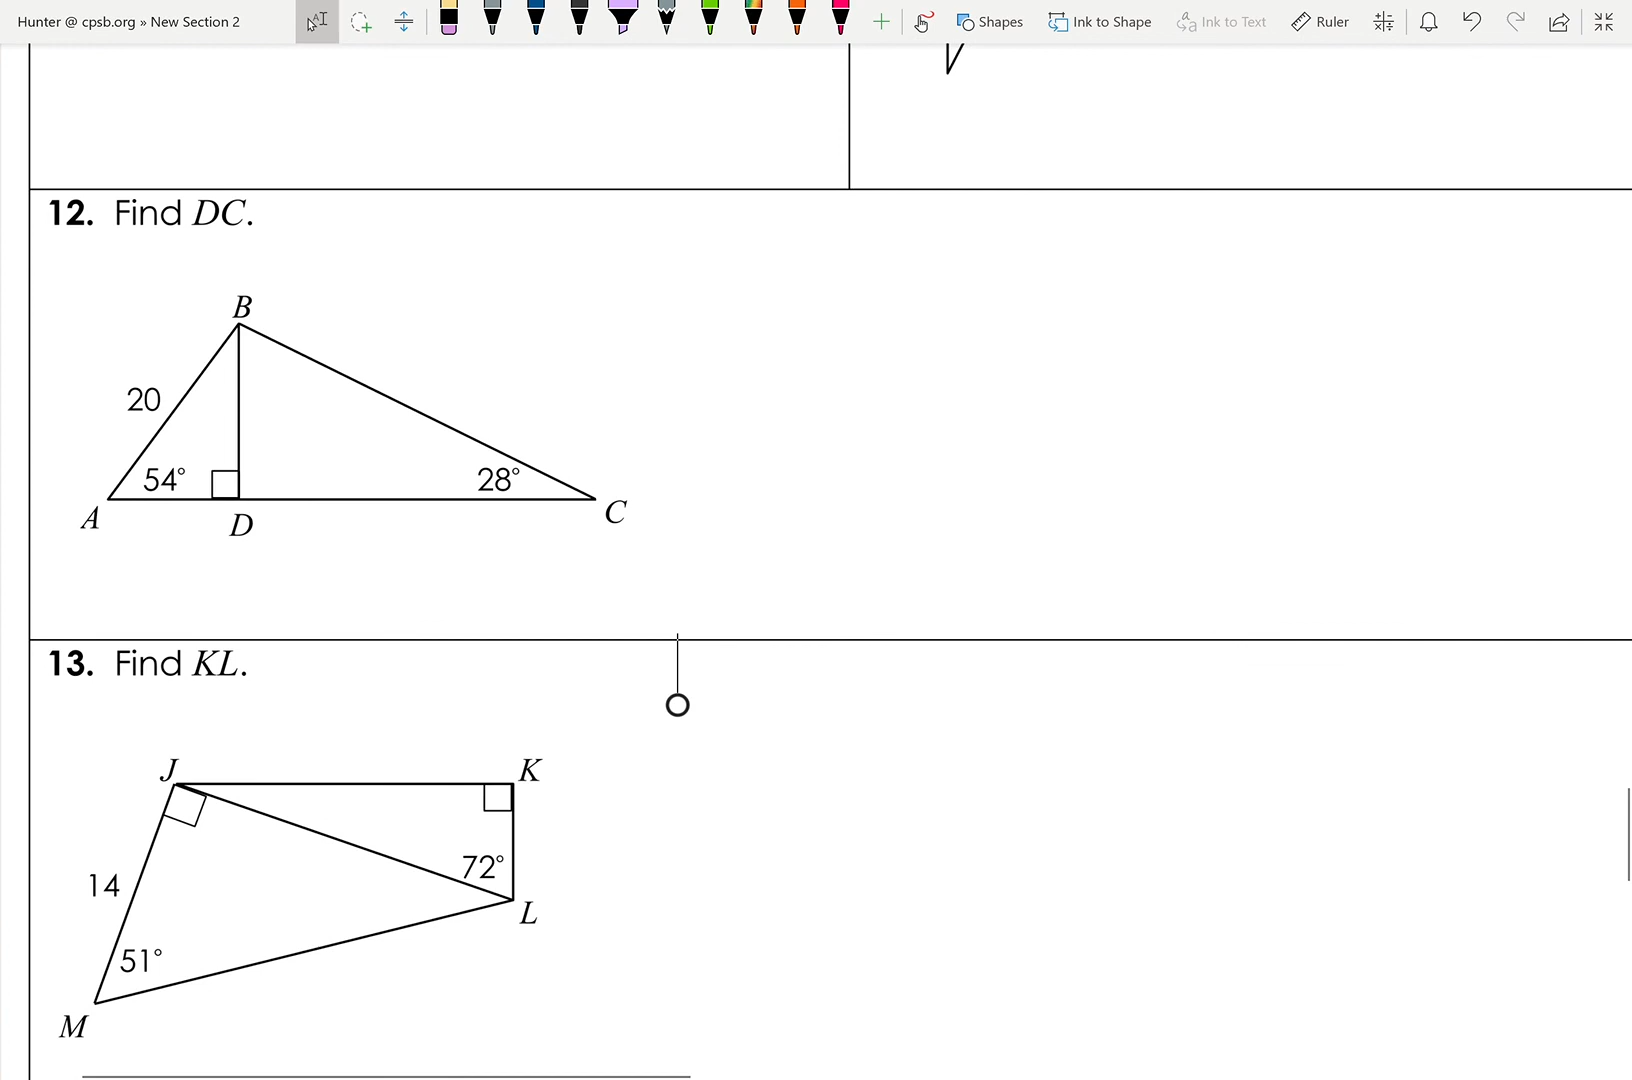 Hunter @ cpsb.org » New Section 2
Shapes
Ink to Shape
Ink to Text
Ruler
12. Find DC.
B
20
54°
28°
A
D
C
13. Find KL.
J
K
72°
14
L
51°
M